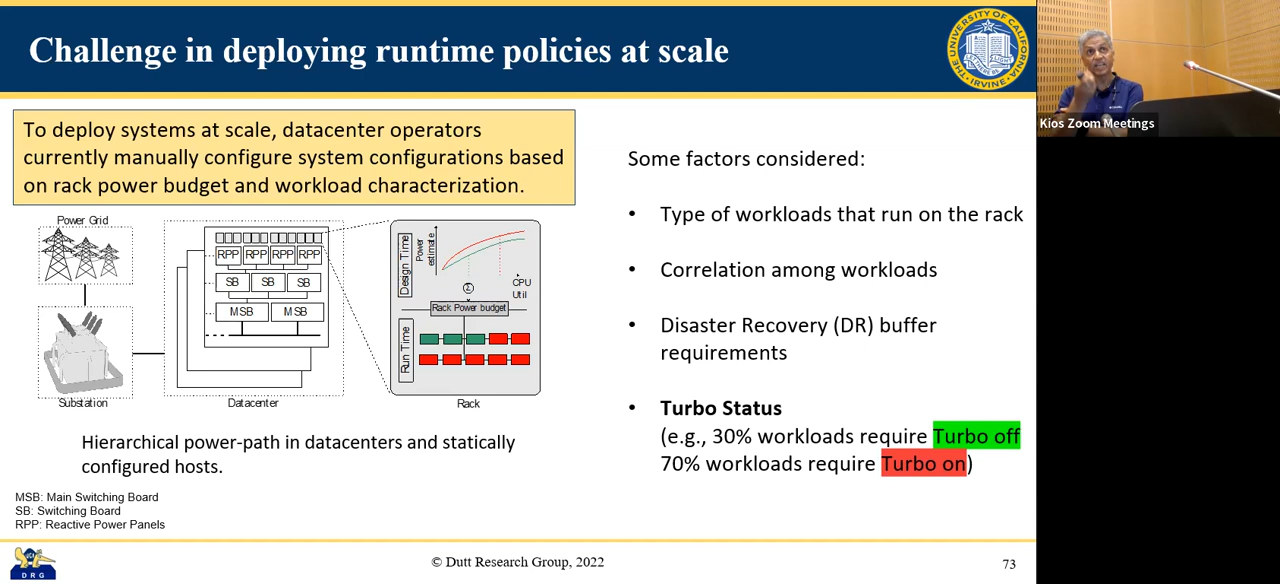 Challenge in deploying runtime policies at scale
THE UNIVERSITY OF CALIFORNIA
IRVINE
Kios Zoom Meetings
To deploy systems at scale, datacenter operators
currently manually configure system configurations based
on rack power budget and workload characterization.
Power Grid
Substation
RPP RPP RPP RPP
SB SB SB
MSB MSB
Datacenter
Design Time
Power
estimate
CPU
Util
Σ
Rack Power budget
Run Time
Rack
Hierarchical power-path in datacenters and statically
configured hosts.
MSB: Main Switching Board
SB: Switching Board
RPP: Reactive Power Panels
Some factors considered:
• Type of workloads that run on the rack
• Correlation among workloads
• Disaster Recovery (DR) buffer
requirements
• Turbo Status
(e.g., 30% workloads require Turbo off
70% workloads require Turbo on)
D R G
© Dutt Research Group, 2022
73